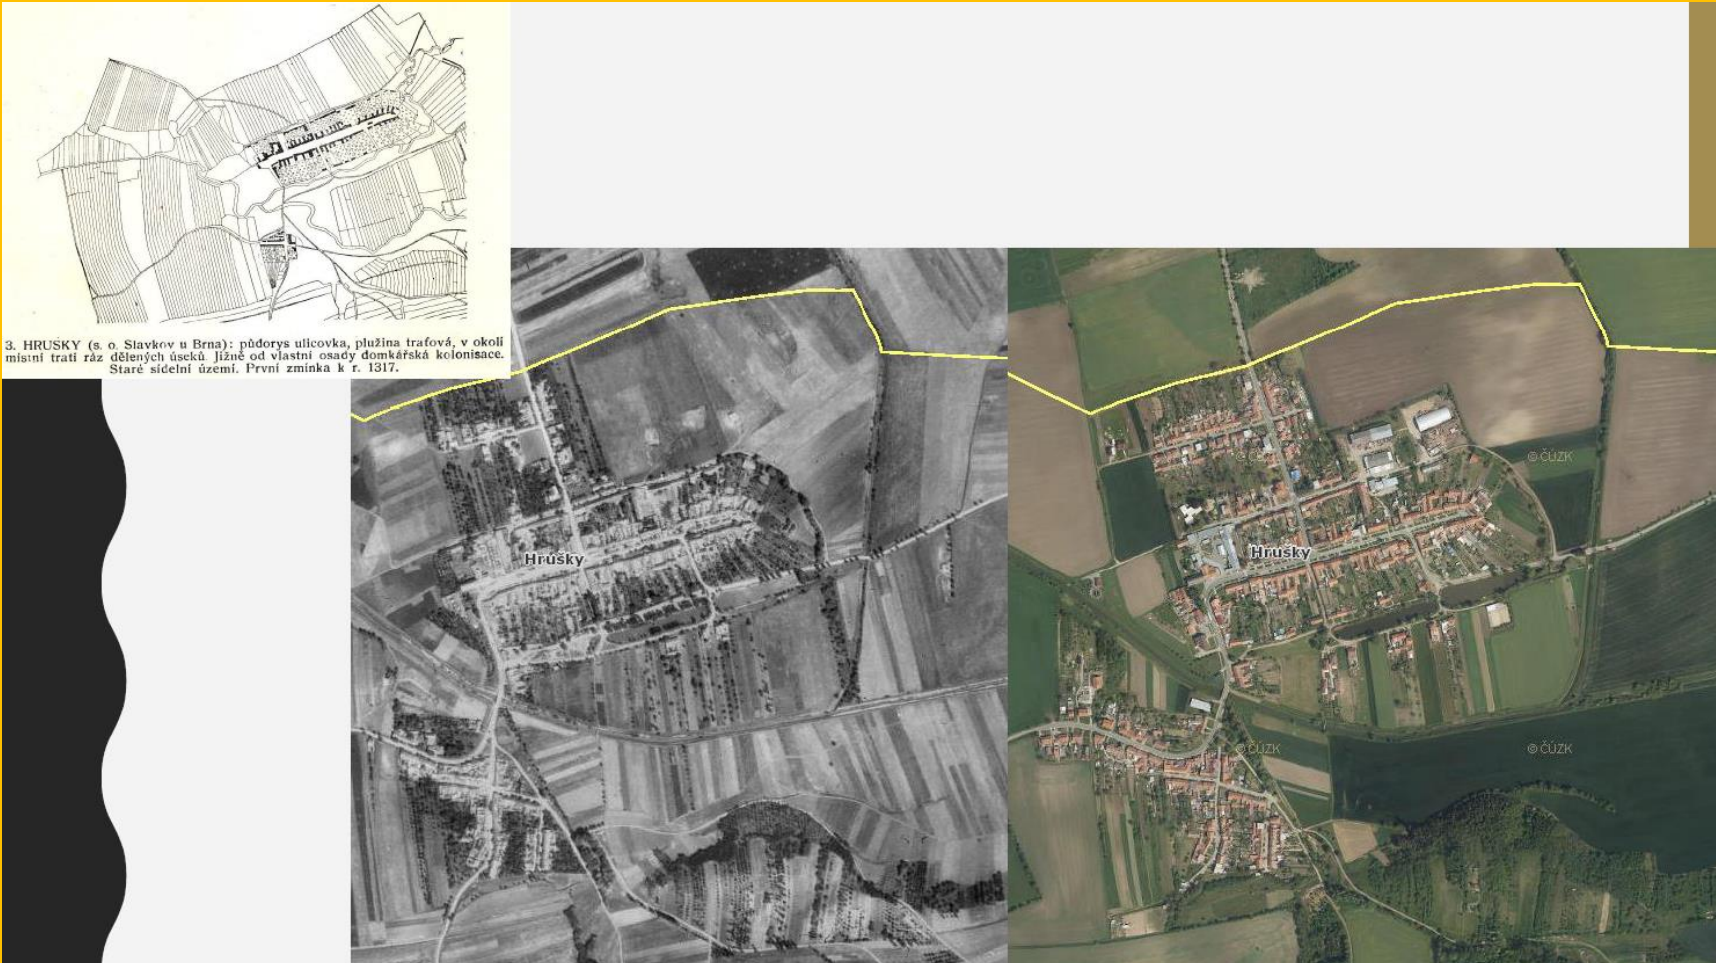 3. HRUŠKY (s. o. Slavkov u Brna): půdorys ulicovka, plužina traťová, v okolí
místní trati ráz dělených úseků. Jižně od vlastní osady domkářská kolonisace.
Staré sídelní území. První zmínka k r. 1317.
Hrušky
Hrušky
© ČÚZK
© ČÚZK
© ČÚZK
© ČÚZK